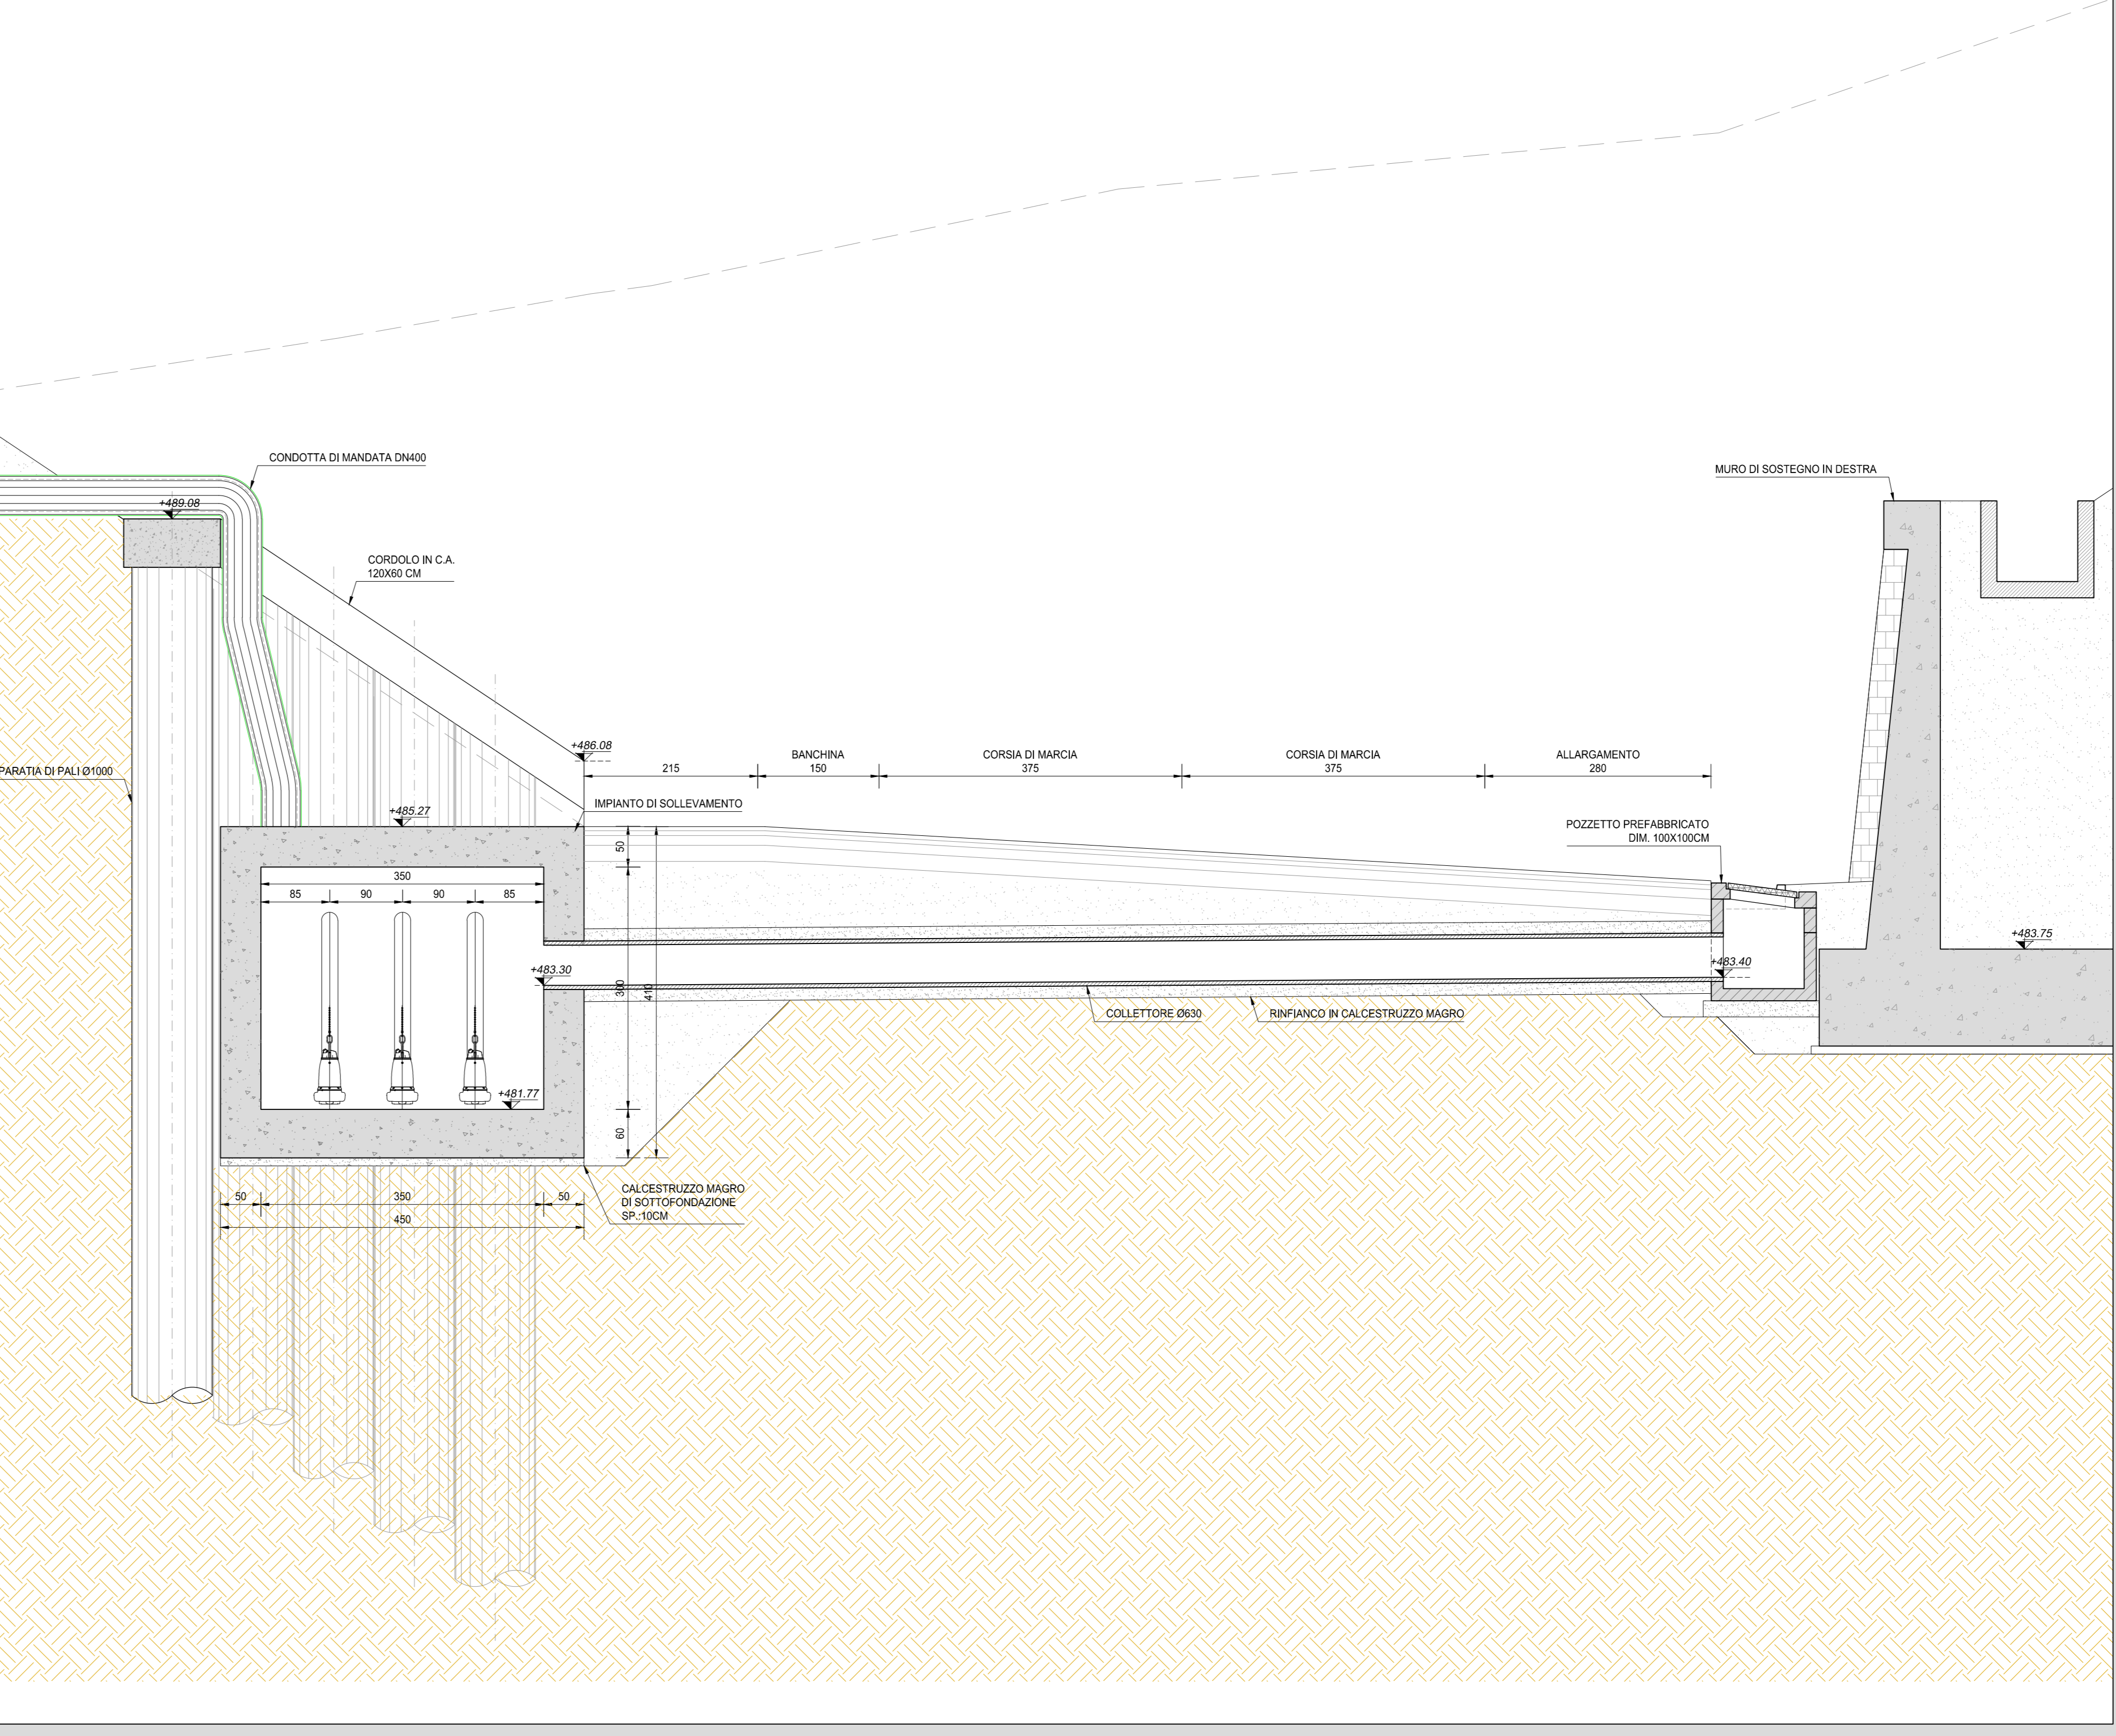 CONDOTTA DI MANDATA DN400
MURO DI SOSTEGNO IN DESTRA
+489.08
CORDOLO IN C.A.
120X60 CM
+486.08
PARATIA DI PALI Ø1000
215
BANCHINA
150
CORSIA DI MARCIA
375
CORSIA DI MARCIA
375
ALLARGAMENTO
280
+485.27
IMPIANTO DI SOLLEVAMENTO
POZZETTO PREFABBRICATO
DIM. 100X100CM
50
350
85
90
90
85
+483.75
+483.30
300
410
+483.40
COLLETTORE Ø630
RINFIANCO IN CALCESTRUZZO MAGRO
+481.77
60
CALCESTRUZZO MAGRO
DI SOTTOFONDAZIONE
SP.:10CM
50
350
50
450